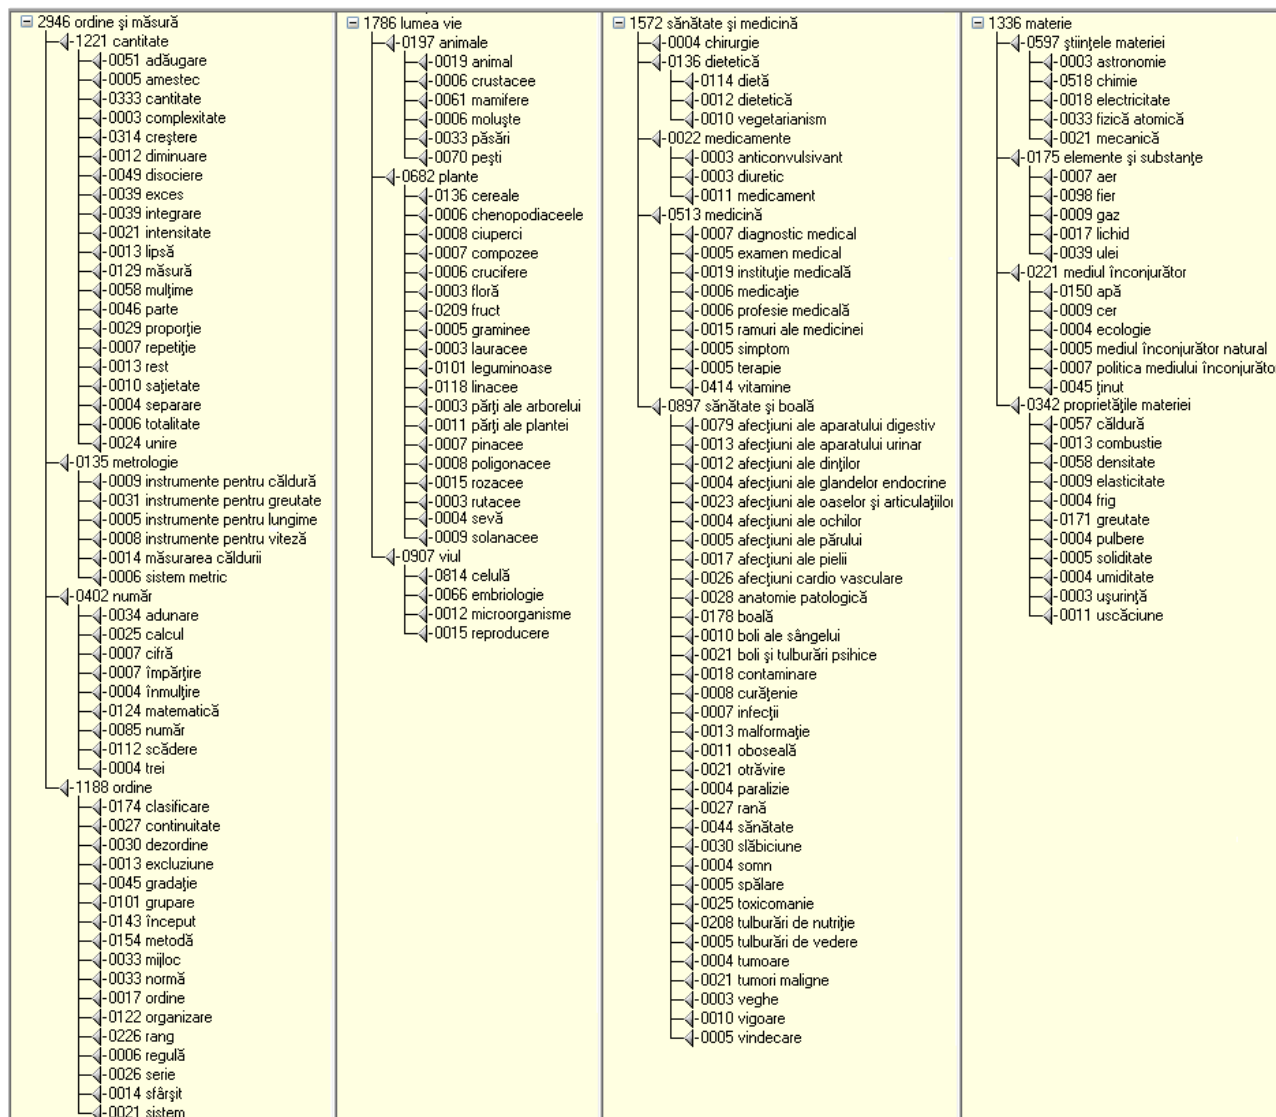 2946 ordine şi măsură
1221 cantitate
0051 adăugare
0005 amestec
0333 cantitate
0003 complexitate
0314 creştere
0012 diminuare
0049 disociere
0039 exces
0039 integrare
0021 intensitate
0013 lipsă
0129 măsură
0058 mulţime
0046 parte
0029 proporţie
0007 repetiţie
0013 rest
0010 saţietate
0004 separare
0006 totalitate
0024 unire
0135 metrologie
0009 instrumente pentru căldură
0031 instrumente pentru greutate
0005 instrumente pentru lungime
0008 instrumente pentru viteză
0014 măsurarea căldurii
0006 sistem metric
0402 număr
0034 adunare
0025 calcul
0007 cifră
0007 împărţire
0004 înmulţire
0124 matematică
0085 număr
0112 scădere
0004 trei
1188 ordine
0174 clasificare
0027 continuitate
0030 dezordine
0013 excluziune
0045 gradaţie
0101 grupare
0143 început
0154 metodă
0033 mijloc
0033 normă
0017 ordine
0122 organizare
0226 rang
0006 regulă
0026 serie
0014 sfârşit
0021 sistem
1786 lumea vie
0197 animale
0019 animal
0006 crustacee
0061 mamifere
0006 moluşte
0033 păsări
0070 peşti
0682 plante
0136 cereale
0006 chenopodiaceele
0008 ciuperci
0007 compozee
0006 crucifere
0003 floră
0209 fruct
0005 graminee
0003 lauracee
0101 leguminoase
0118 linacee
0003 părţi ale arborelui
0011 părţi ale plantei
0007 pinacee
0008 poligonacee
0015 rozacee
0003 rutacee
0004 sevă
0009 solanacee
0907 viul
0814 celulă
0066 embriologie
0012 microorganisme
0015 reproducere
1572 sănătate şi medicină
0004 chirurgie
0136 dietetică
0114 dietă
0012 dietetică
0010 vegetarianism
0022 medicamente
0003 anticonvulsivant
0003 diuretic
0011 medicament
0513 medicină
0007 diagnostic medical
0005 examen medical
0019 instituţie medicală
0006 medicaţie
0006 profesie medicală
0015 ramuri ale medicinei
0005 simptom
0005 terapie
0414 vitamine
0897 sănătate şi boală
0079 afecţiuni ale aparatului digestiv
0013 afecţiuni ale aparatului urinar
0012 afecţiuni ale dinţilor
0004 afecţiuni ale glandelor endocrine
0023 afecţiuni ale oaselor şi articulaţiilor
0004 afecţiuni ale ochilor
0005 afecţiuni ale părului
0017 afecţiuni ale pielii
0026 afecţiuni cardio vasculare
0028 anatomie patologică
0178 boală
0010 boli ale sângelui
0021 boli şi tulburări psihice
0018 contaminare
0008 curăţenie
0007 infecţii
0013 malformaţie
0011 oboseală
0021 otrăvire
0004 paralizie
0027 rană
0044 sănătate
0030 slăbiciune
0004 somn
0005 spălare
0025 toxicomanie
0208 tulburări de nutriţie
0005 tulburări de vedere
0004 tumoare
0021 tumori maligne
0003 veghe
0010 vigoare
0005 vindecare
1336 materie
0597 ştiinţele materiei
0003 astronomie
0518 chimie
0018 electricitate
0033 fizică atomică
0021 mecanică
0175 elemente şi substanţe
0007 aer
0098 fier
0009 gaz
0017 lichid
0039 ulei
0221 mediul înconjurător
0150 apă
0009 cer
0004 ecologie
0005 mediul înconjurător natural
0007 politica mediului înconjurăto
0045 ţinut
0342 proprietăţile materiei
0057 căldură
0013 combustie
0058 densitate
0009 elasticitate
0004 frig
0171 greutate
0004 pulbere
0005 soliditate
0004 umiditate
0003 uşurinţă
0011 uscăciune